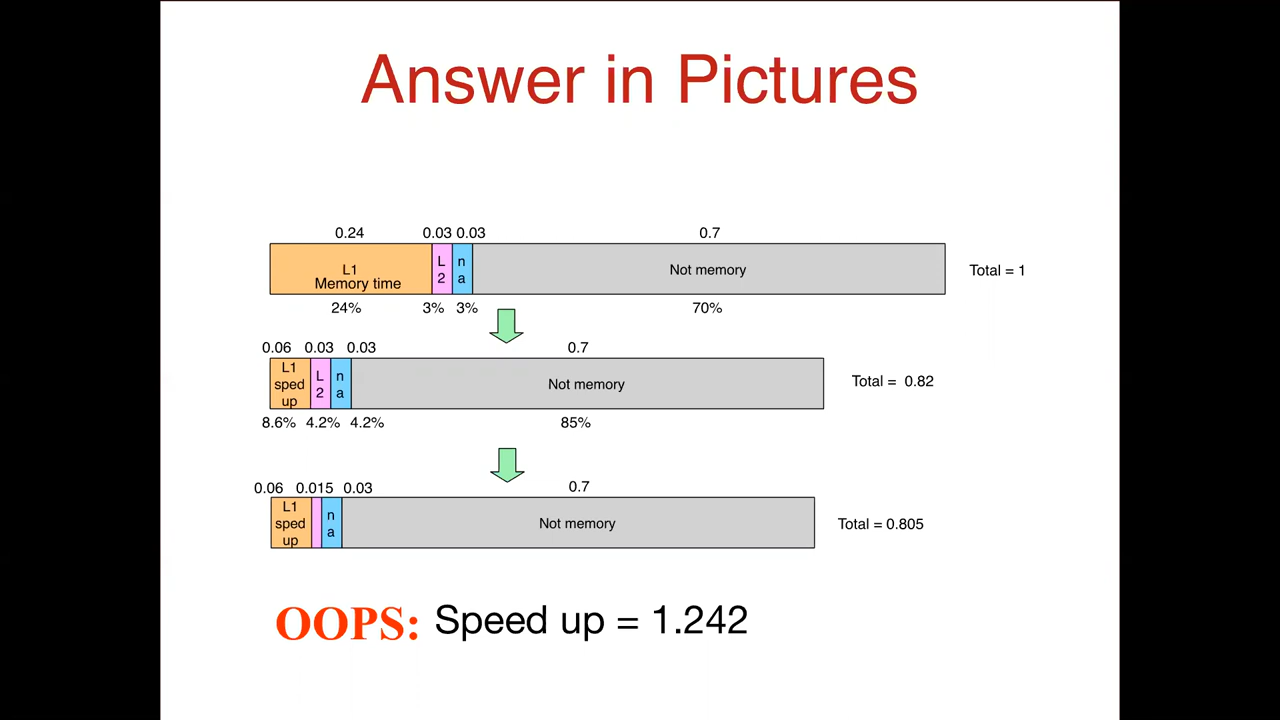 Answer in Pictures
0.24 0.03 0.03 0.7
L1
Memory time
L
2
n
a
Not memory
Total = 1
24% 3% 3% 70%
0.06 0.03 0.03 0.7
L1
sped
up
L
2
n
a
Not memory
Total = 0.82
8.6% 4.2% 4.2% 85%
0.06 0.015 0.03 0.7
L1
sped
up
n
a
Not memory
Total = 0.805
OOPS: Speed up = 1.242